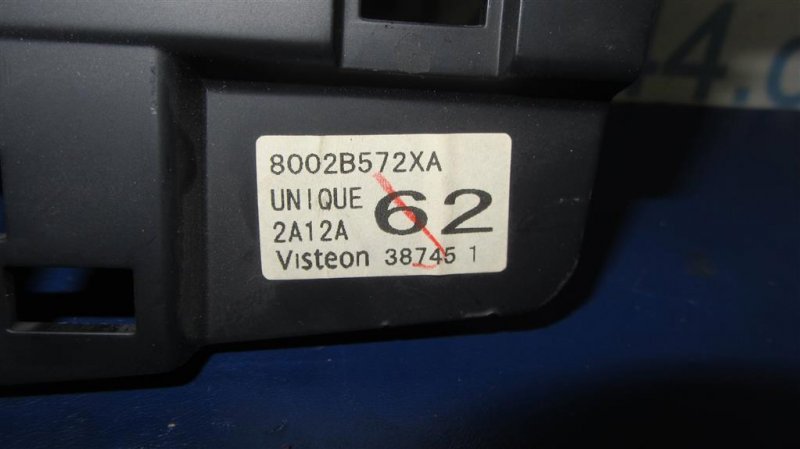 8002B572XA
UNIQUE 62
2A12A
Visteon 38745 1